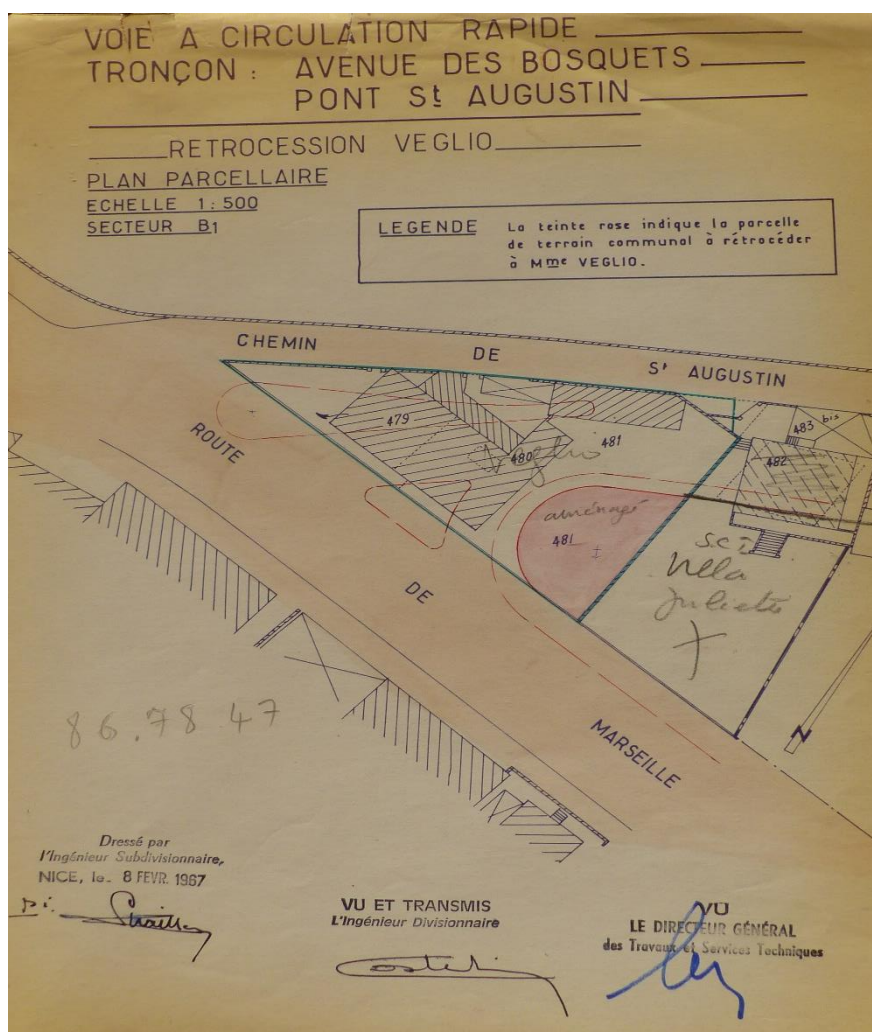 VOIE A CIRCULATION RAPIDE
TRONÇON : AVENUE DES BOSQUETS
PONT St AUGUSTIN
RETROCESSION VEGLIO
PLAN PARCELLAIRE
ECHELLE 1:500
SECTEUR B1
LEGENDE La teinte rose indique la parcelle
de terrain communal à rétrocéder
à Mme VEGLIO.
CHEMIN DE St AUGUSTIN
ROUTE DE MARSEILLE
479
480
481
Veglio
483 bis
482
aménagé
481
S.C.I
Villa
Juliette
N
86.78 47
Dressé par
l'Ingénieur Subdivisionnaire,
NICE, le 8 FEVR. 1967
VU ET TRANSMIS
L'Ingénieur Divisionnaire
VU
LE DIRECTEUR GÉNÉRAL
des Travaux et Services Techniques